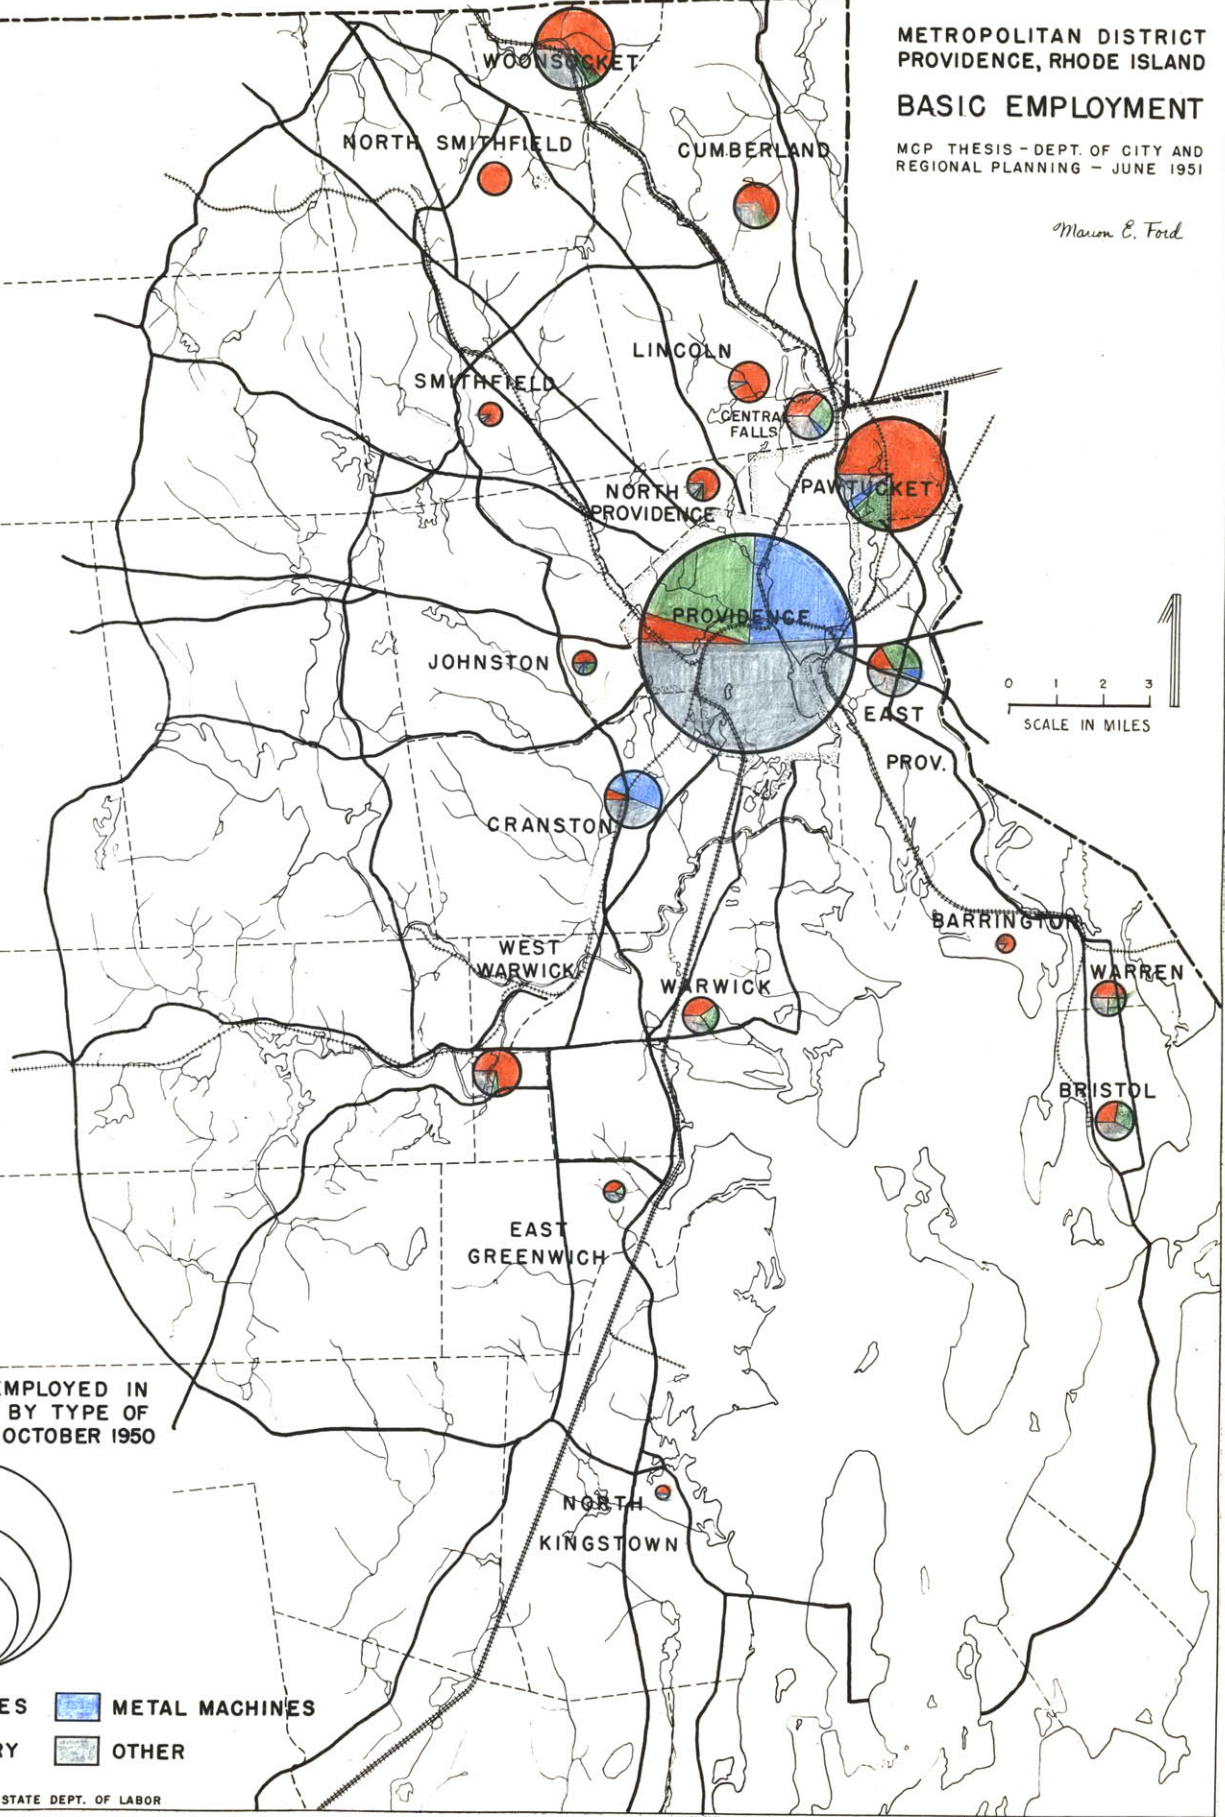 METROPOLITAN DISTRICT
PROVIDENCE, RHODE ISLAND
BASIC EMPLOYMENT
MCP THESIS - DEPT. OF CITY AND
REGIONAL PLANNING - JUNE 1951
Marion E. Ford
WOONSOCKET
NORTH SMITHFIELD
CUMBERLAND
LINCOLN
SMITHFIELD
CENTRAL
FALLS
PAWTUCKET
NORTH
PROVIDENCE
PROVIDENCE
JOHNSTON
EAST
PROV.
0 1 2 3
SCALE IN MILES
CRANSTON
BARRINGTON
WEST
WARWICK
WARWICK
WARREN
BRISTOL
EAST
GREENWICH
EMPLOYED IN
BY TYPE OF
OCTOBER 1950
NORTH
KINGSTOWN
ES METAL MACHINES
RY OTHER
STATE DEPT. OF LABOR